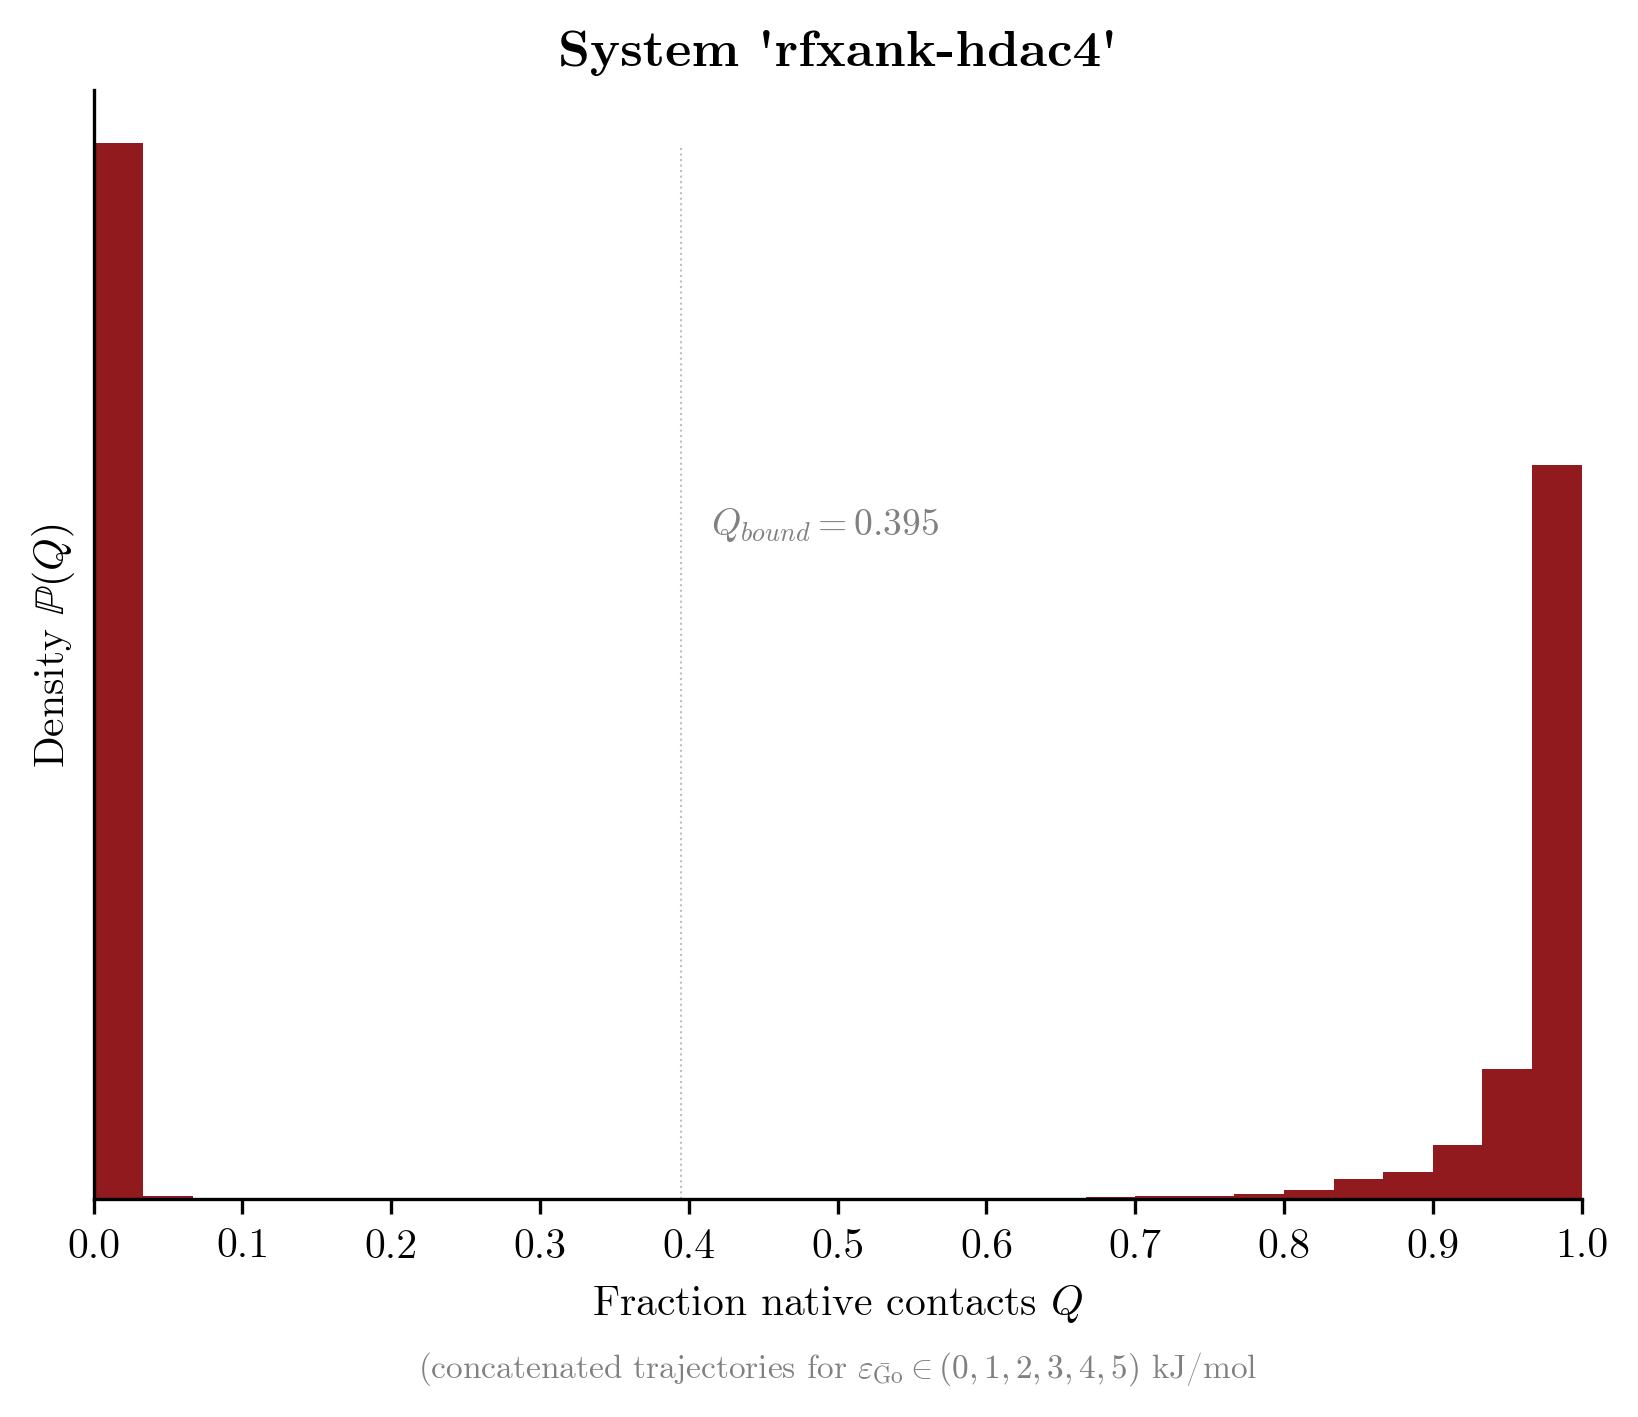 System 'rfxank-hdac4'
Density ℙ(Q)
Q_bound = 0.395
0.0 0.1 0.2 0.3 0.4 0.5 0.6 0.7 0.8 0.9 1.0
Fraction native contacts Q
(concatenated trajectories for ε_Ḡo ∈ (0, 1, 2, 3, 4, 5) kJ/mol